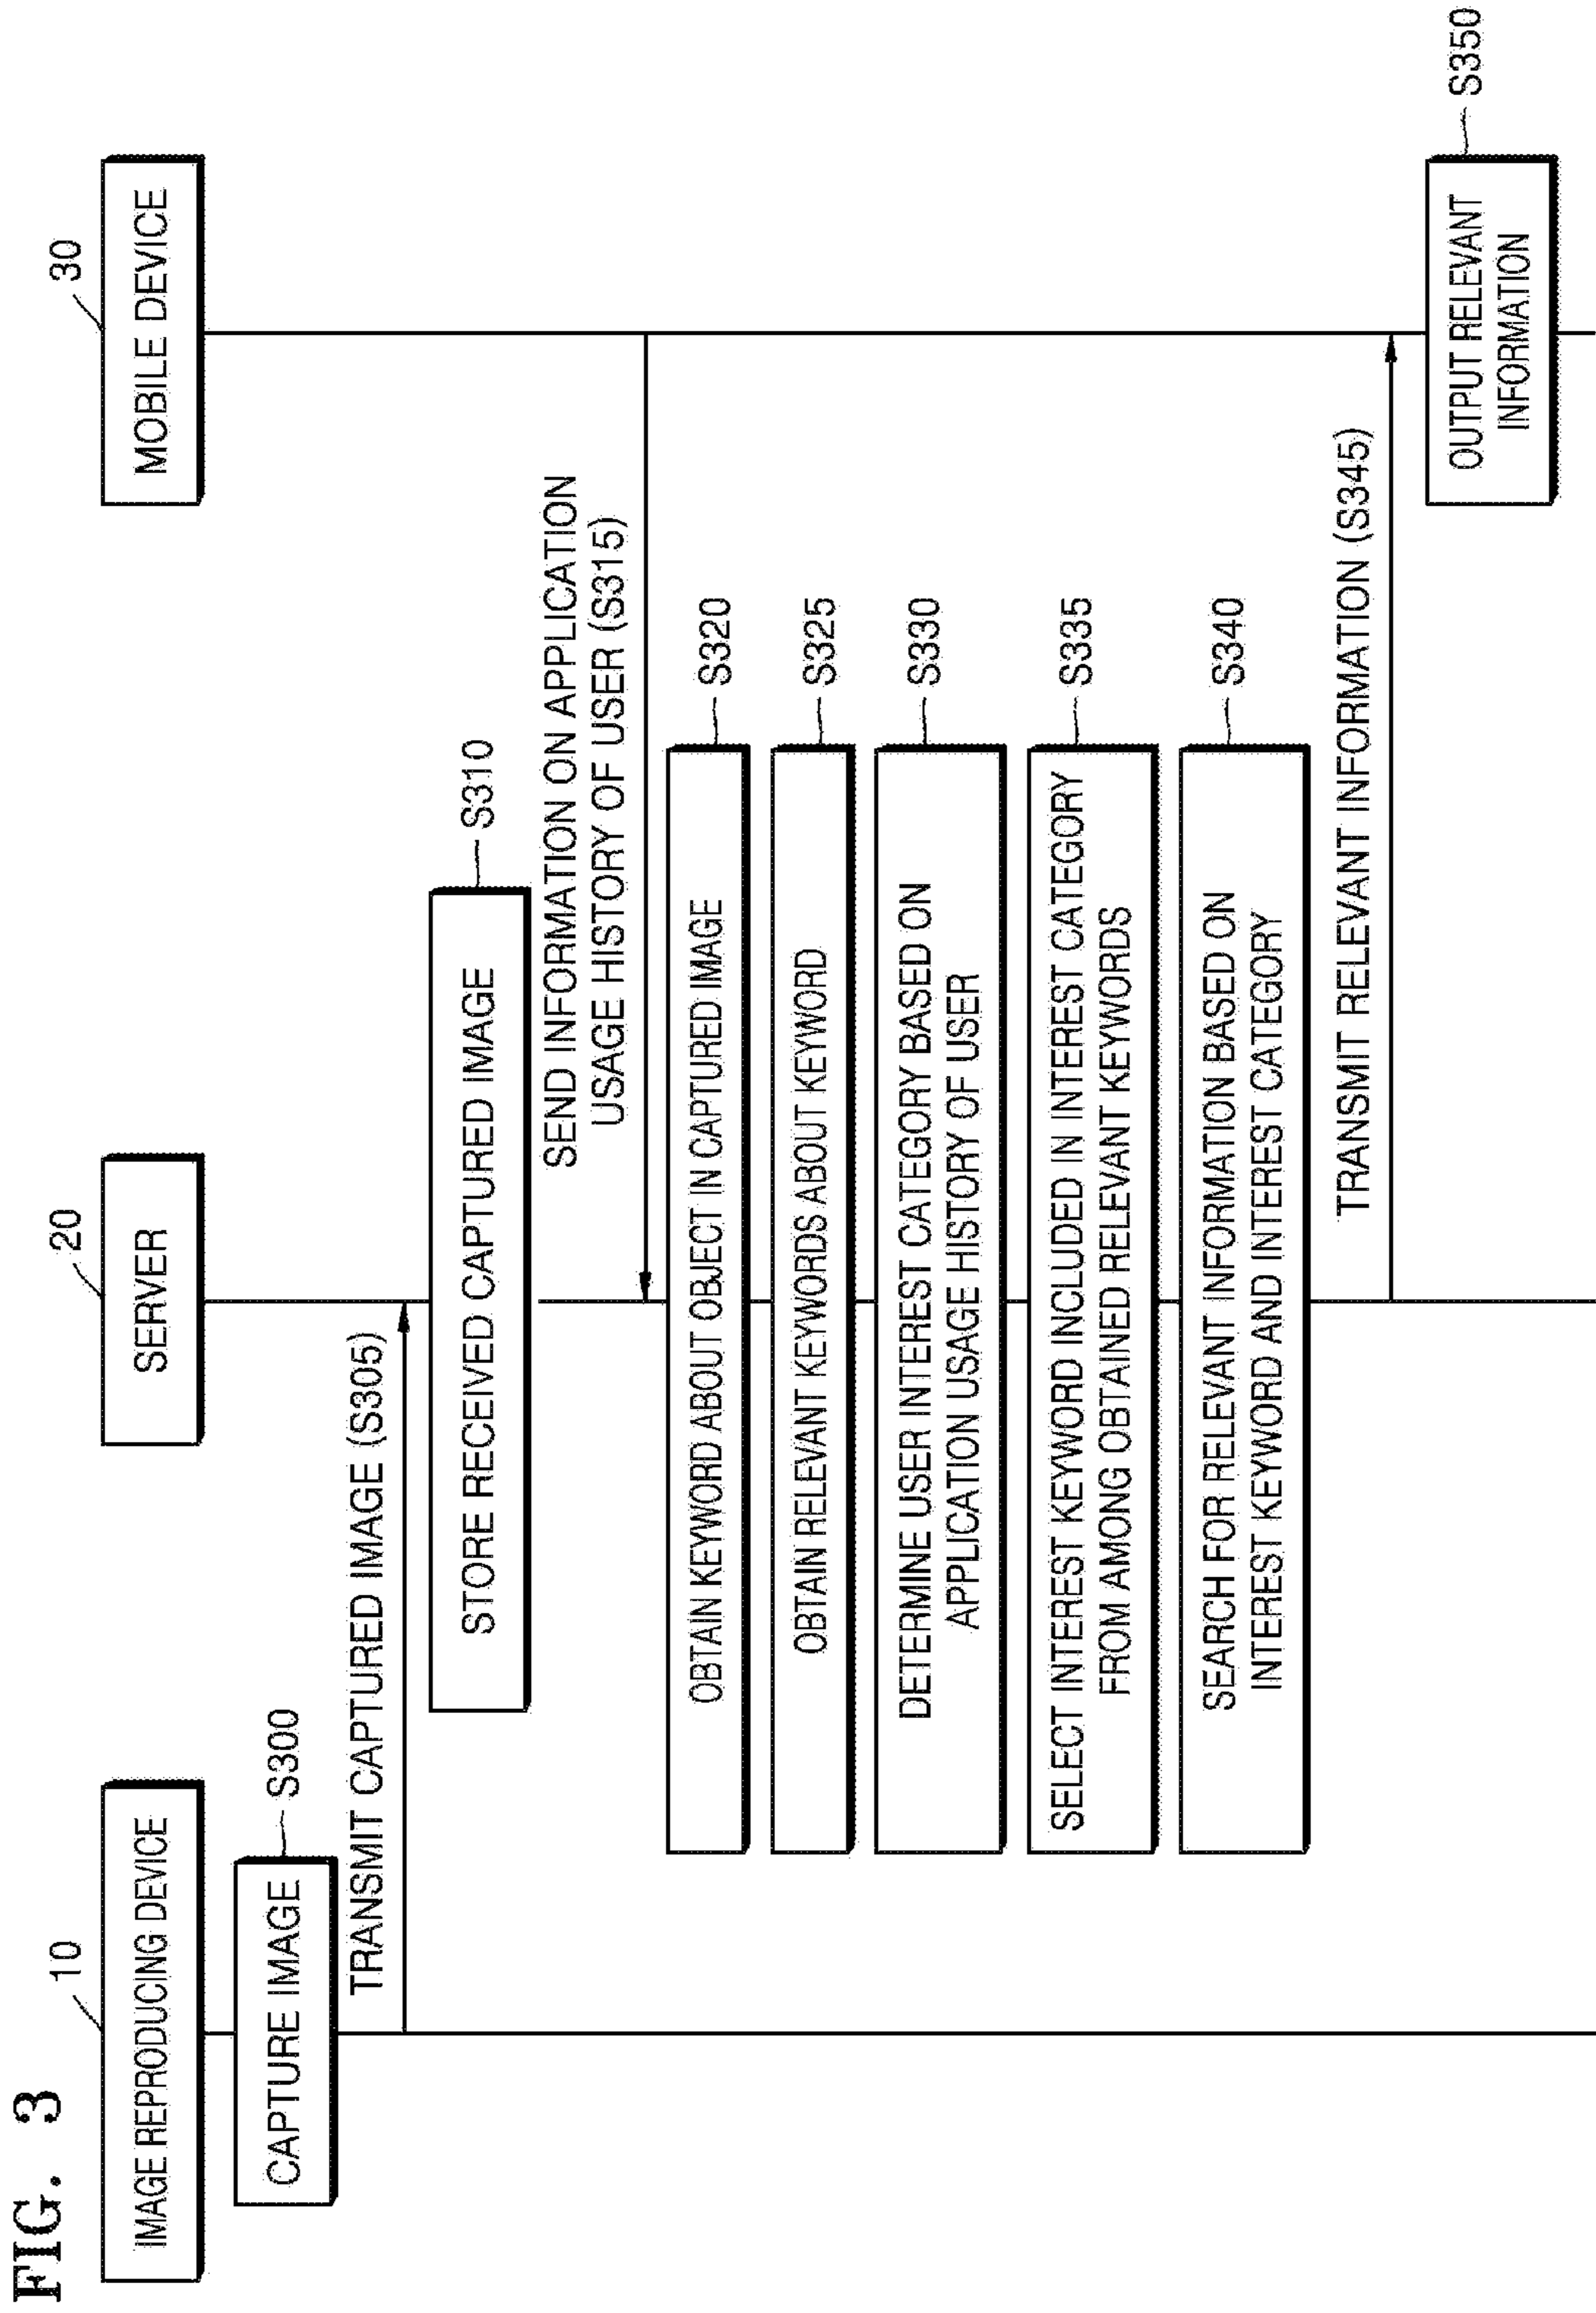 FIG. 3
10
IMAGE REPRODUCING DEVICE
20
SERVER
30
MOBILE DEVICE
CAPTURE IMAGE
S300
TRANSMIT CAPTURED IMAGE (S305)
STORE RECEIVED CAPTURED IMAGE
S310
SEND INFORMATION ON APPLICATION
USAGE HISTORY OF USER (S315)
OBTAIN KEYWORD ABOUT OBJECT IN CAPTURED IMAGE
S320
OBTAIN RELEVANT KEYWORDS ABOUT KEYWORD
S325
DETERMINE USER INTEREST CATEGORY BASED ON
APPLICATION USAGE HISTORY OF USER
S330
SELECT INTEREST KEYWORD INCLUDED IN INTEREST CATEGORY
FROM AMONG OBTAINED RELEVANT KEYWORDS
S335
SEARCH FOR RELEVANT INFORMATION BASED ON
INTEREST KEYWORD AND INTEREST CATEGORY
S340
TRANSMIT RELEVANT INFORMATION (S345)
OUTPUT RELEVANT
INFORMATION
S350